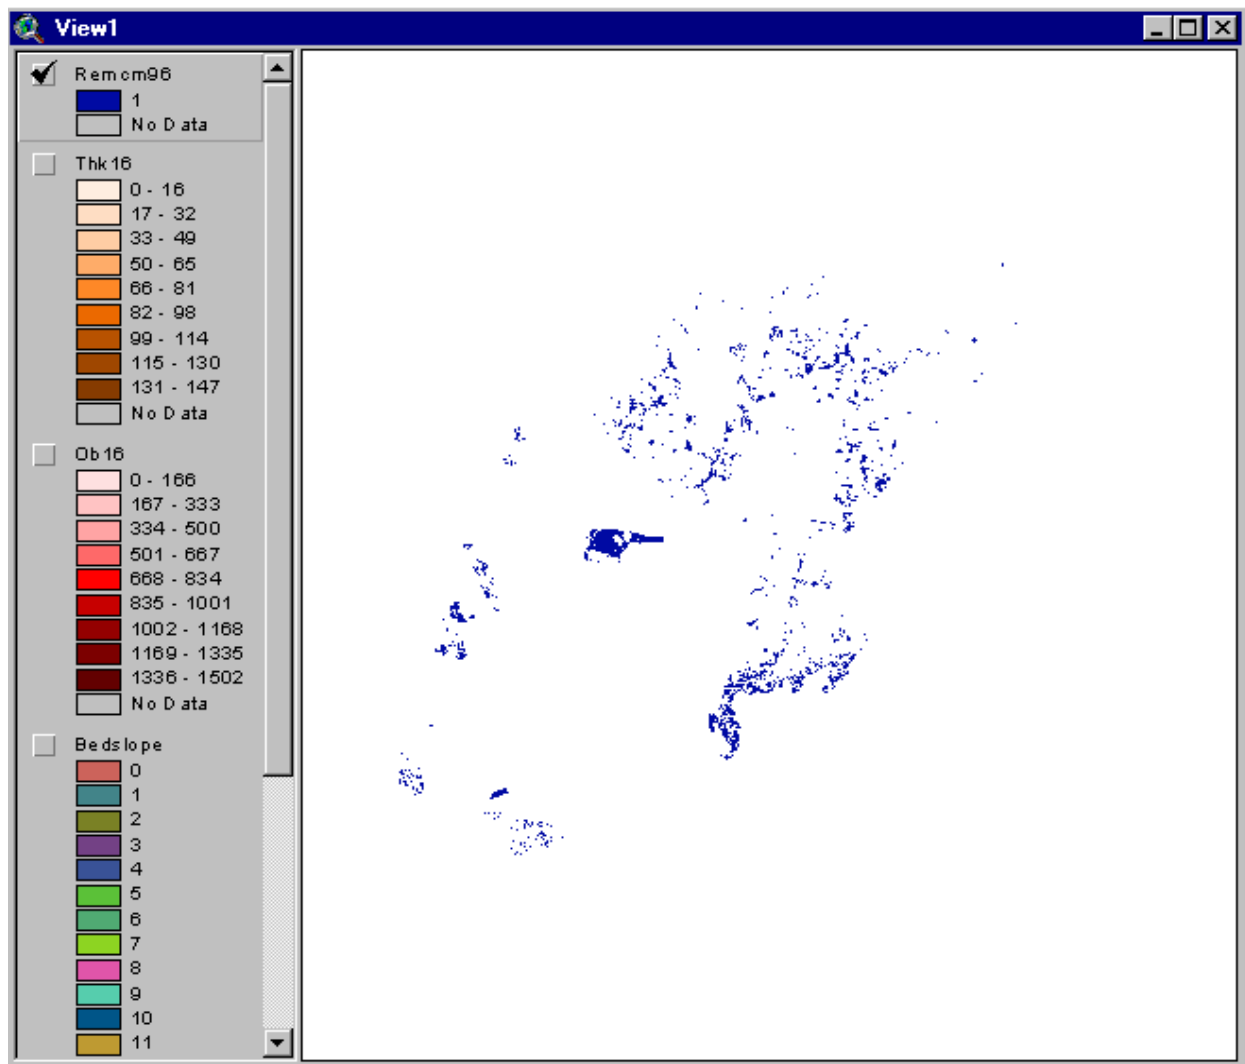 View1
Remcm96
1
No Data
Thk16
0 - 16
17 - 32
33 - 49
50 - 65
66 - 81
82 - 98
99 - 114
115 - 130
131 - 147
No Data
Ob16
0 - 166
167 - 333
334 - 500
501 - 667
668 - 834
835 - 1001
1002 - 1168
1169 - 1335
1336 - 1502
No Data
Bedslope
0
1
2
3
4
5
6
7
8
9
10
11